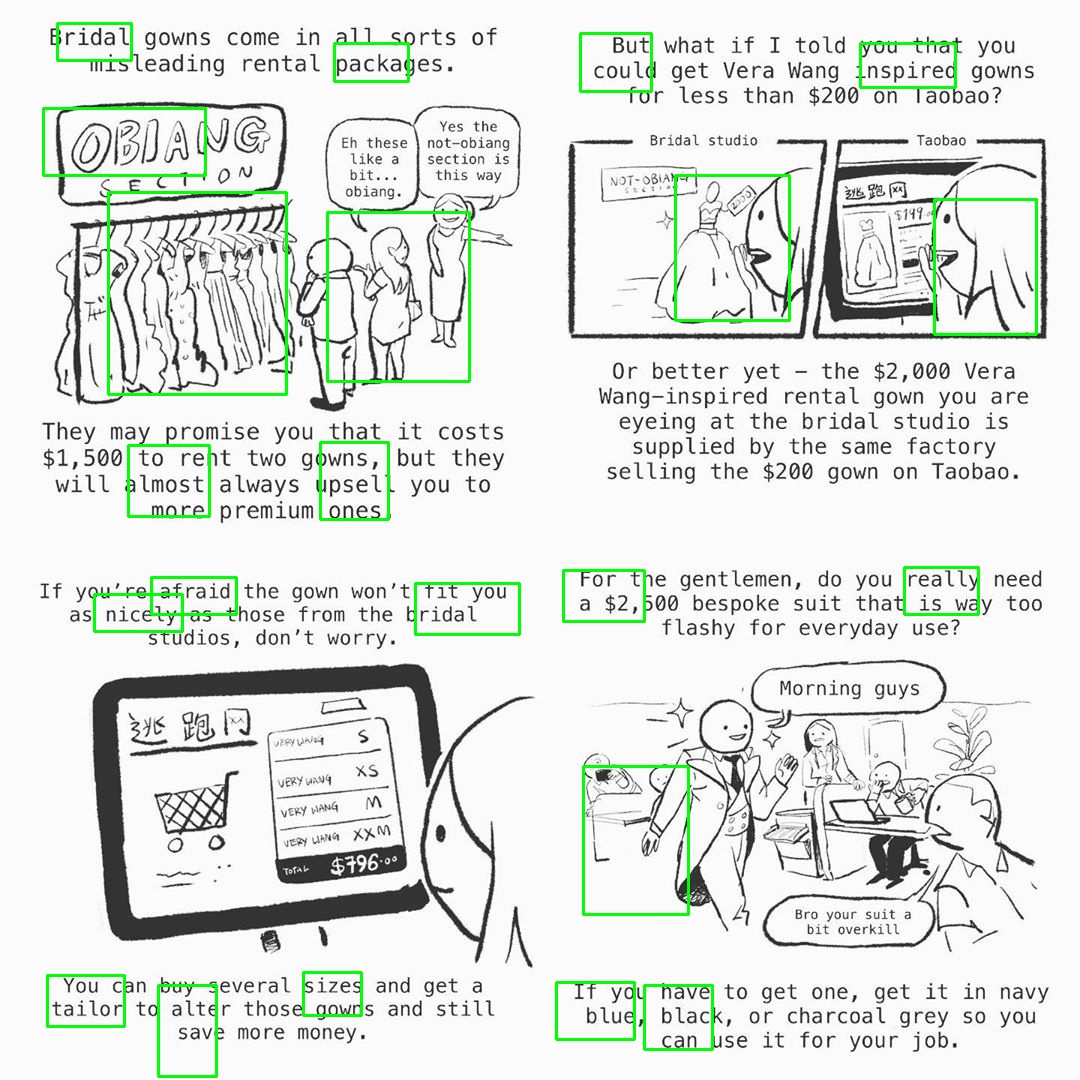 Bridal gowns come in all sorts of
misleading rental packages.
OBIANG
SECTION
Eh these
like a
bit...
obiang.
Yes the
not-obiang
section is
this way
They may promise you that it costs
$1,500 to rent two gowns, but they
will almost always upsell you to
more premium ones.
But what if I told you that you
could get Vera Wang inspired gowns
for less than $200 on Taobao?
Bridal studio
NOT-OBIANG
SECTION
2000
Taobao
逃跑网
$199.00
Or better yet – the $2,000 Vera
Wang-inspired rental gown you are
eyeing at the bridal studio is
supplied by the same factory
selling the $200 gown on Taobao.
If you're afraid the gown won't fit you
as nicely as those from the bridal
studios, don't worry.
逃跑网
VERY WANG S
VERY WANG XS
VERY WANG M
VERY WANG XXM
TOTAL $796.00
You can buy several sizes and get a
tailor to alter those gowns and still
save more money.
For the gentlemen, do you really need
a $2,500 bespoke suit that is way too
flashy for everyday use?
Morning guys
Bro your suit a
bit overkill
If you have to get one, get it in navy
blue, black, or charcoal grey so you
can use it for your job.